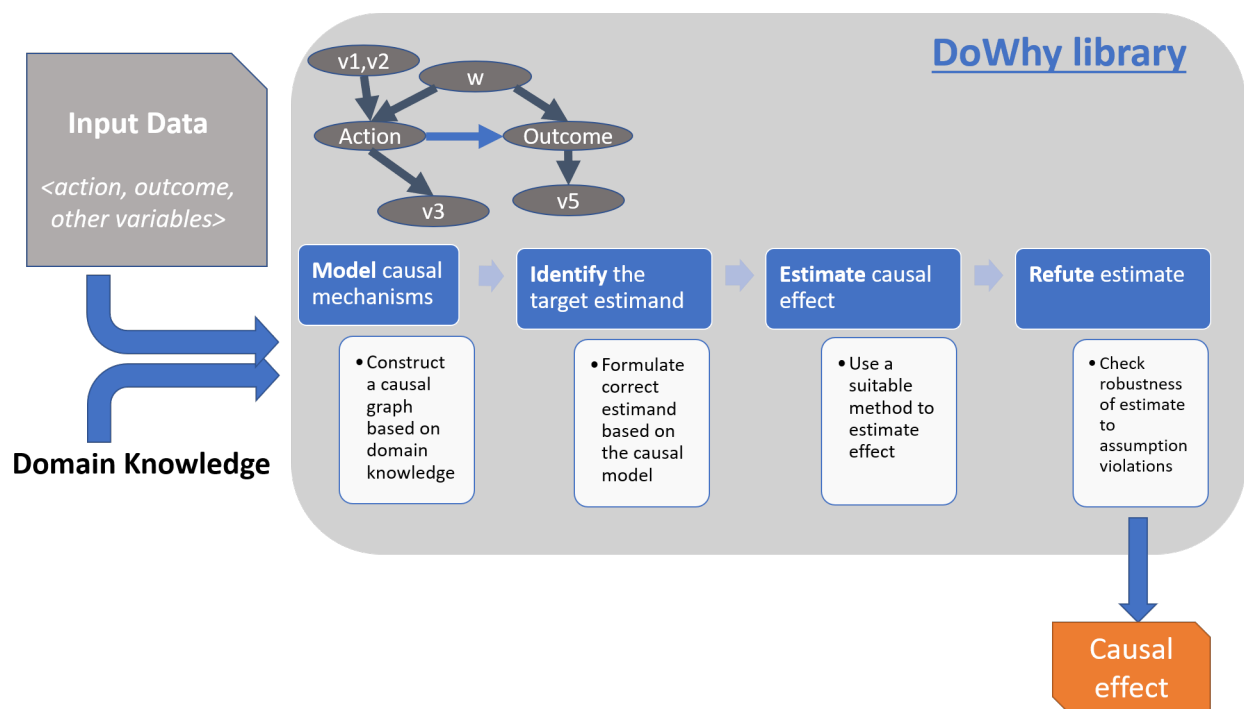 DoWhy library
Input Data
<action, outcome,
other variables>
v1,v2
w
Action
Outcome
v3
v5
Model causal
mechanisms
Identify the
target estimand
Estimate causal
effect
Refute estimate
• Construct
a causal
graph
based on
domain
knowledge
• Formulate
correct
estimand
based on
the causal
model
• Use a
suitable
method to
estimate
effect
• Check
robustness
of estimate
to
assumption
violations
Domain Knowledge
Causal
effect